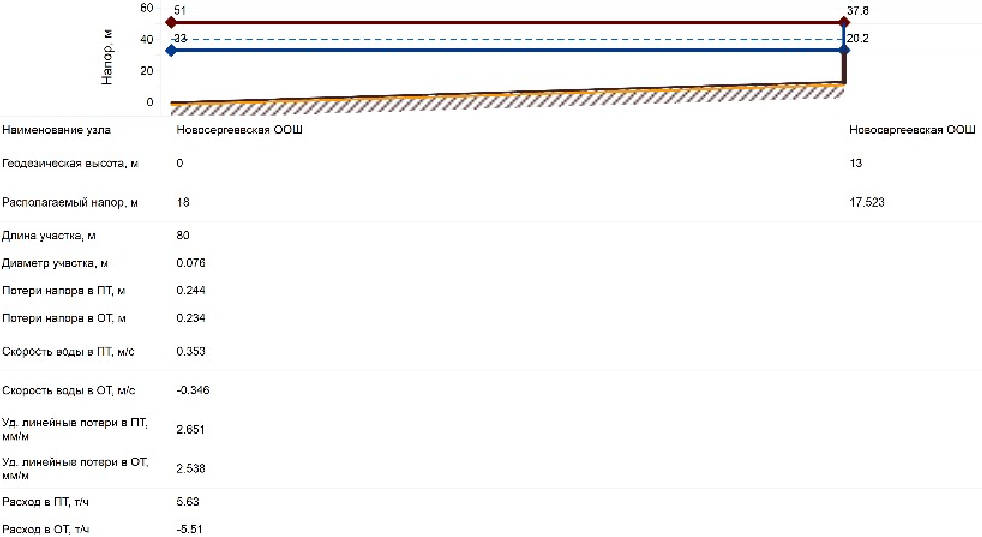 60
51
37.8
40
33
20.2
20
0
Напор, м
Наименование узла Новосергеевская ООШ Новосергеевская ООШ
Геодезическая высота, м 0 13
Располагаемый напор, м 18 17.523
Длина участка, м 80
Диаметр участка, м 0.076
Потери напора в ПТ, м 0.244
Потери напора в ОТ, м 0.234
Скорость воды в ПТ, м/с 0.353
Скорость воды в ОТ, м/с -0.346
Уд. линейные потери в ПТ,
мм/м 2.651
Уд. линейные потери в ОТ,
мм/м 2.538
Расход в ПТ, т/ч 5.63
Расход в ОТ, т/ч -5.51